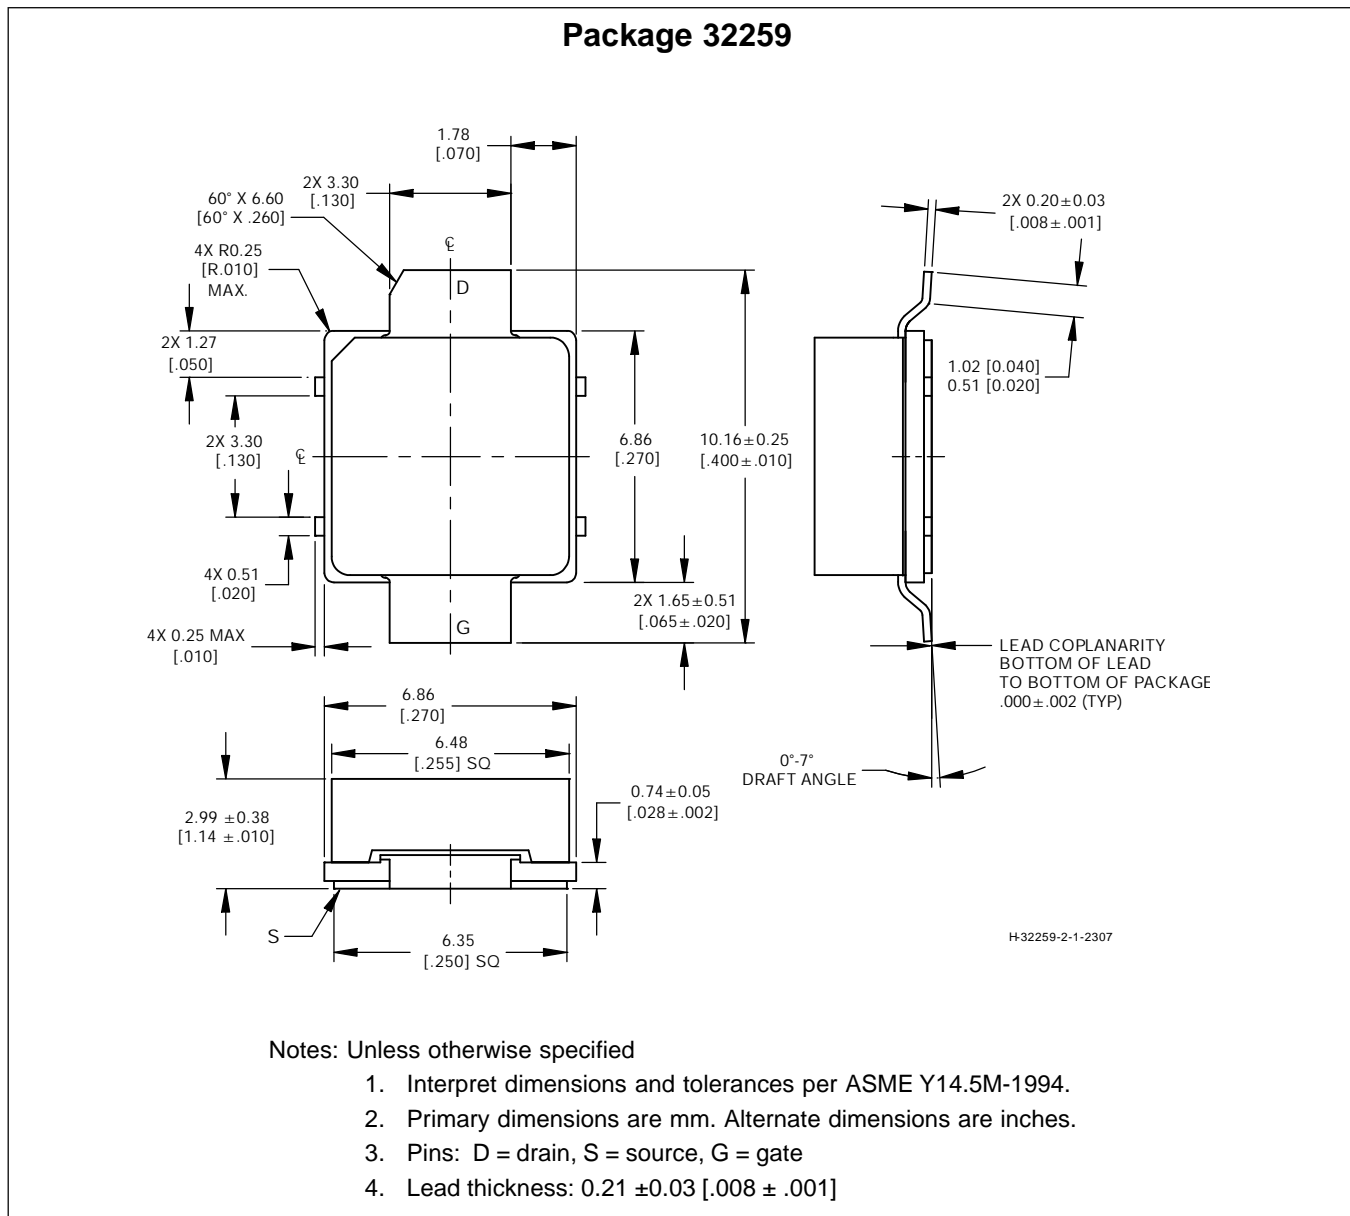 Package 32259
1.78
[.070]
2X 3.30
[.130]
60° X 6.60
[60° X .260]
4X R0.25
[R.010]
MAX.
℄
D
2X 1.27
[.050]
2X 3.30
[.130]
℄
6.86
[.270]
10.16±0.25
[.400±.010]
4X 0.51
[.020]
2X 1.65±0.51
[.065±.020]
G
4X 0.25 MAX
[.010]
2X 0.20±0.03
[.008±.001]
1.02 [0.040]
0.51 [0.020]
LEAD COPLANARITY
BOTTOM OF LEAD
TO BOTTOM OF PACKAGE
.000±.002 (TYP)
0°-7°
DRAFT ANGLE
6.86
[.270]
6.48
[.255] SQ
2.99 ±0.38
[1.14 ±.010]
0.74±0.05
[.028±.002]
S
6.35
[.250] SQ
H-32259-2-1-2307
Notes: Unless otherwise specified
1. Interpret dimensions and tolerances per ASME Y14.5M-1994.
2. Primary dimensions are mm. Alternate dimensions are inches.
3. Pins: D = drain, S = source, G = gate
4. Lead thickness: 0.21 ±0.03 [.008 ± .001]